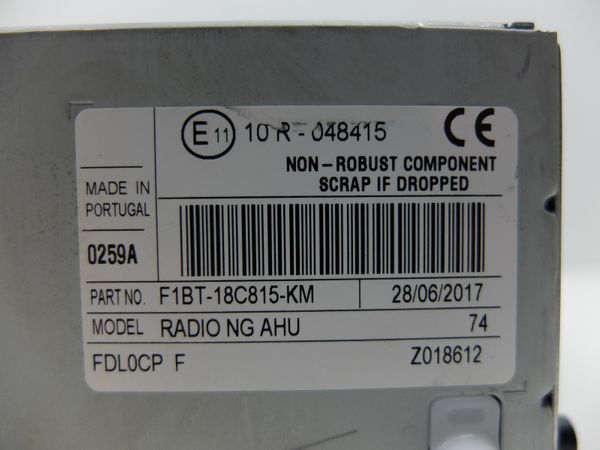 E 11 10 R - 048415 CE
NON - ROBUST COMPONENT
SCRAP IF DROPPED
MADE IN
PORTUGAL
0259A
PART NO. F1BT-18C815-KM 28/06/2017
MODEL RADIO NG AHU 74
FDL0CP F Z018612